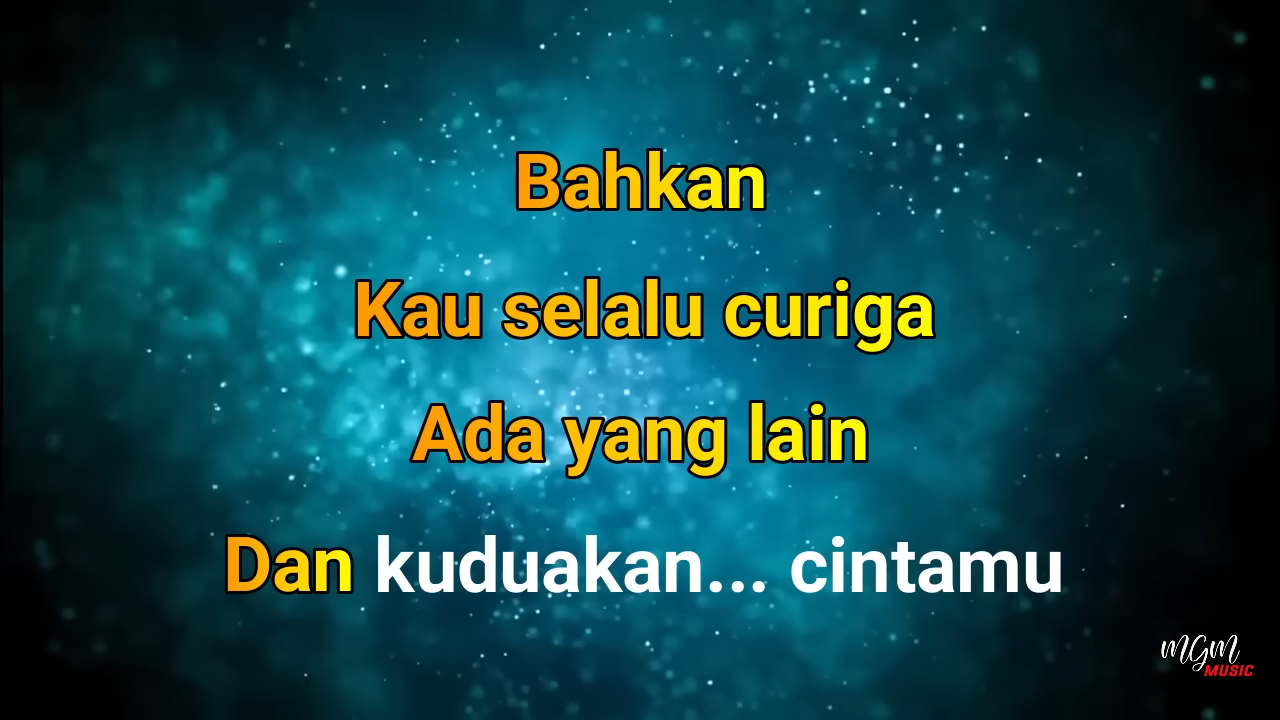 Bahkan
Kau selalu curiga
Ada yang lain
Dan kuduakan... cintamu
MGM
MUSIC